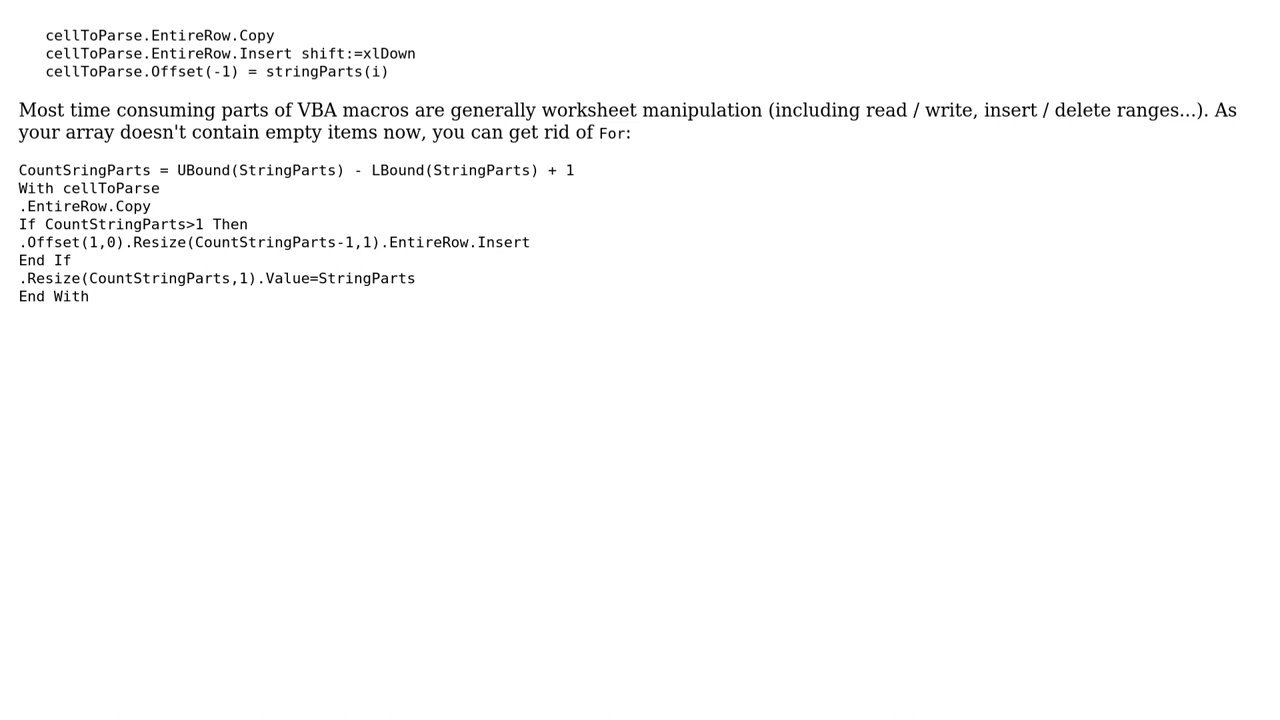 cellToParse.EntireRow.Copy
cellToParse.EntireRow.Insert shift:=xlDown
cellToParse.Offset(-1) = stringParts(i)
Most time consuming parts of VBA macros are generally worksheet manipulation (including read / write, insert / delete ranges...). As
your array doesn't contain empty items now, you can get rid of For:
CountSringParts = UBound(StringParts) - LBound(StringParts) + 1
With cellToParse
.EntireRow.Copy
If CountStringParts>1 Then
.Offset(1,0).Resize(CountStringParts-1,1).EntireRow.Insert
End If
.Resize(CountStringParts,1).Value=StringParts
End With